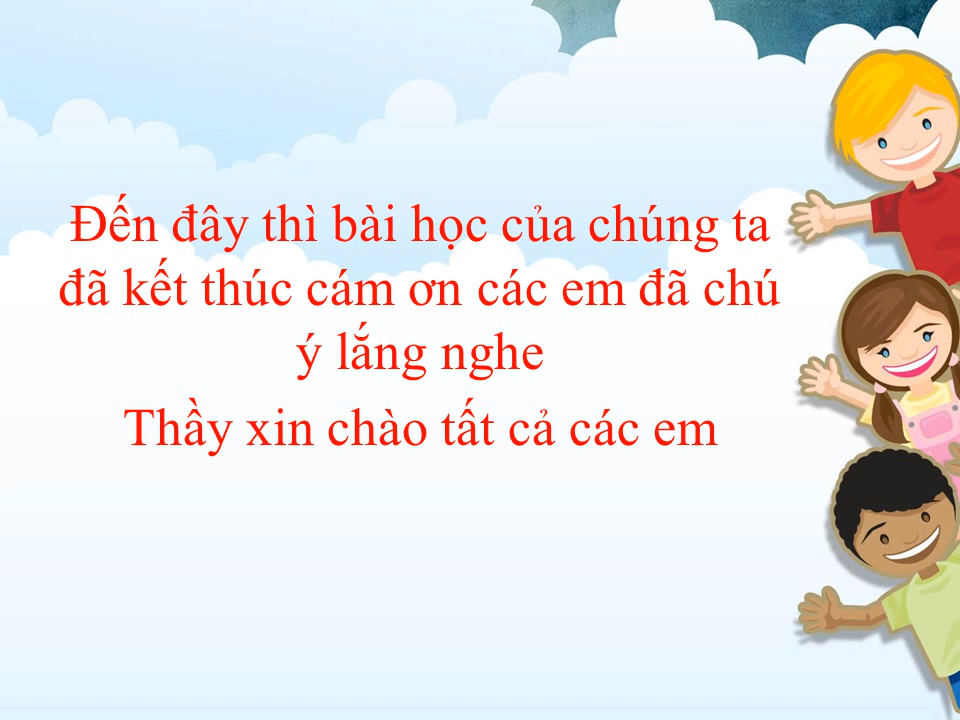 Đến đây thì bài học của chúng ta
đã kết thúc cám ơn các em đã chú
ý lắng nghe
Thầy xin chào tất cả các em